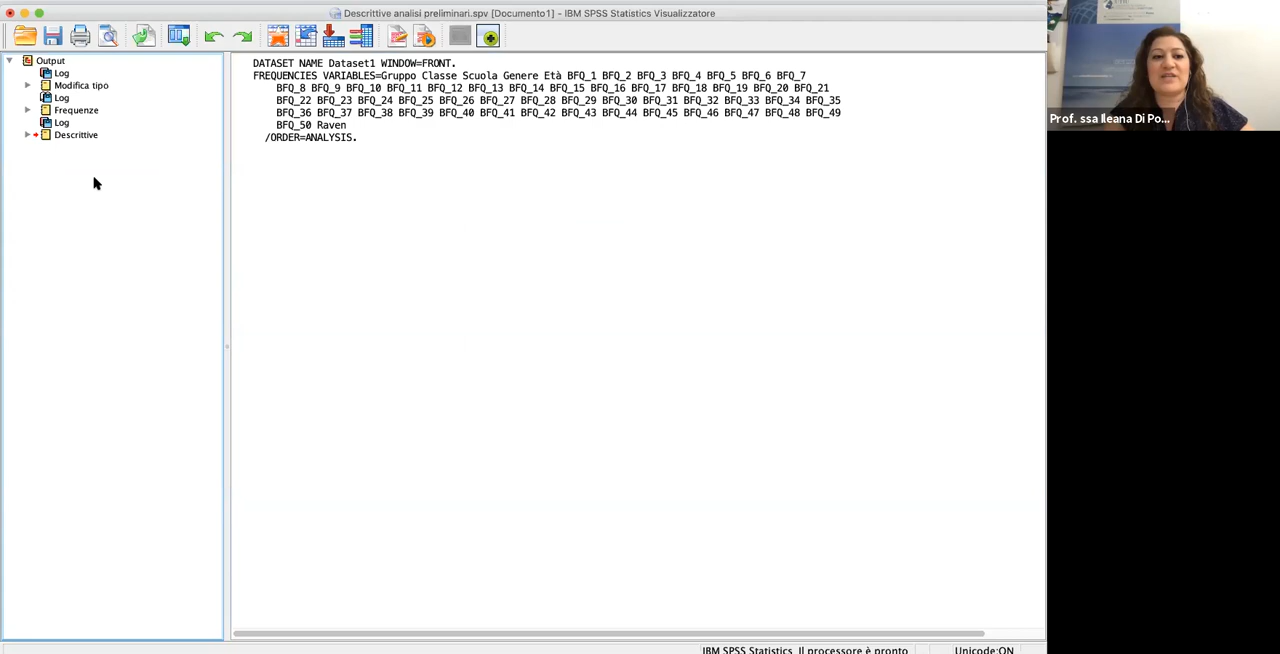 Descrittive analisi preliminari.spv [Documento1] - IBM SPSS Statistics Visualizzatore
Output
Log
Modifica tipo
Log
Frequenze
Log
Descrittive
DATASET NAME Dataset1 WINDOW=FRONT.
FREQUENCIES VARIABLES=Gruppo Classe Scuola Genere Età BFQ_1 BFQ_2 BFQ_3 BFQ_4 BFQ_5 BFQ_6 BFQ_7
BFQ_8 BFQ_9 BFQ_10 BFQ_11 BFQ_12 BFQ_13 BFQ_14 BFQ_15 BFQ_16 BFQ_17 BFQ_18 BFQ_19 BFQ_20 BFQ_21
BFQ_22 BFQ_23 BFQ_24 BFQ_25 BFQ_26 BFQ_27 BFQ_28 BFQ_29 BFQ_30 BFQ_31 BFQ_32 BFQ_33 BFQ_34 BFQ_35
BFQ_36 BFQ_37 BFQ_38 BFQ_39 BFQ_40 BFQ_41 BFQ_42 BFQ_43 BFQ_44 BFQ_45 BFQ_46 BFQ_47 BFQ_48 BFQ_49
BFQ_50 Raven
/ORDER=ANALYSIS.
Prof. ssa Ileana Di Po...
IBM SPSS Statistics Il processore è pronto
Unicode:ON